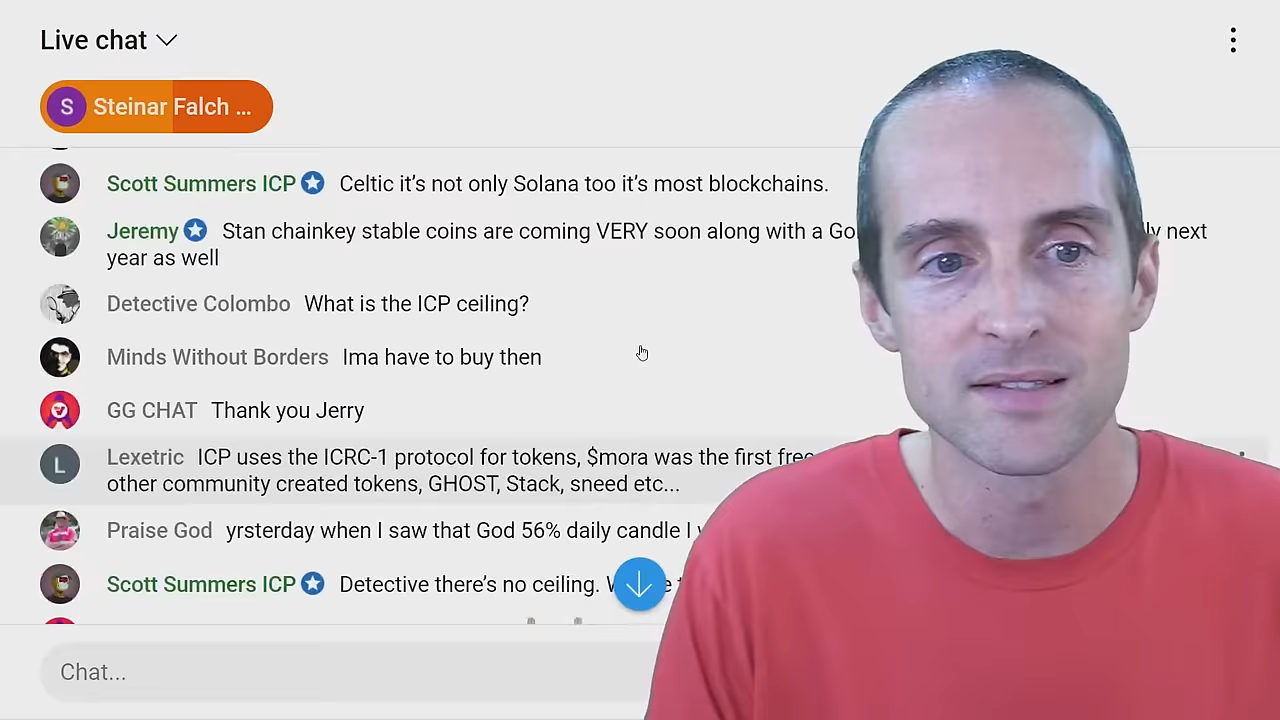 Live chat
S Steinar Falch ...
Scott Summers ICP Celtic it's not only Solana too it's most blockchains.
Jeremy Stan chainkey stable coins are coming VERY soon along with a next
year as well
Detective Colombo What is the ICP ceiling?
Minds Without Borders Ima have to buy then
GG CHAT Thank you Jerry
L Lexetric ICP uses the ICRC-1 protocol for tokens, $mora was the first
other community created tokens, GHOST, Stack, sneed etc...
Praise God yrsterday when I saw that God 56% daily candle I
Scott Summers ICP Detective there's no ceiling.
Chat...